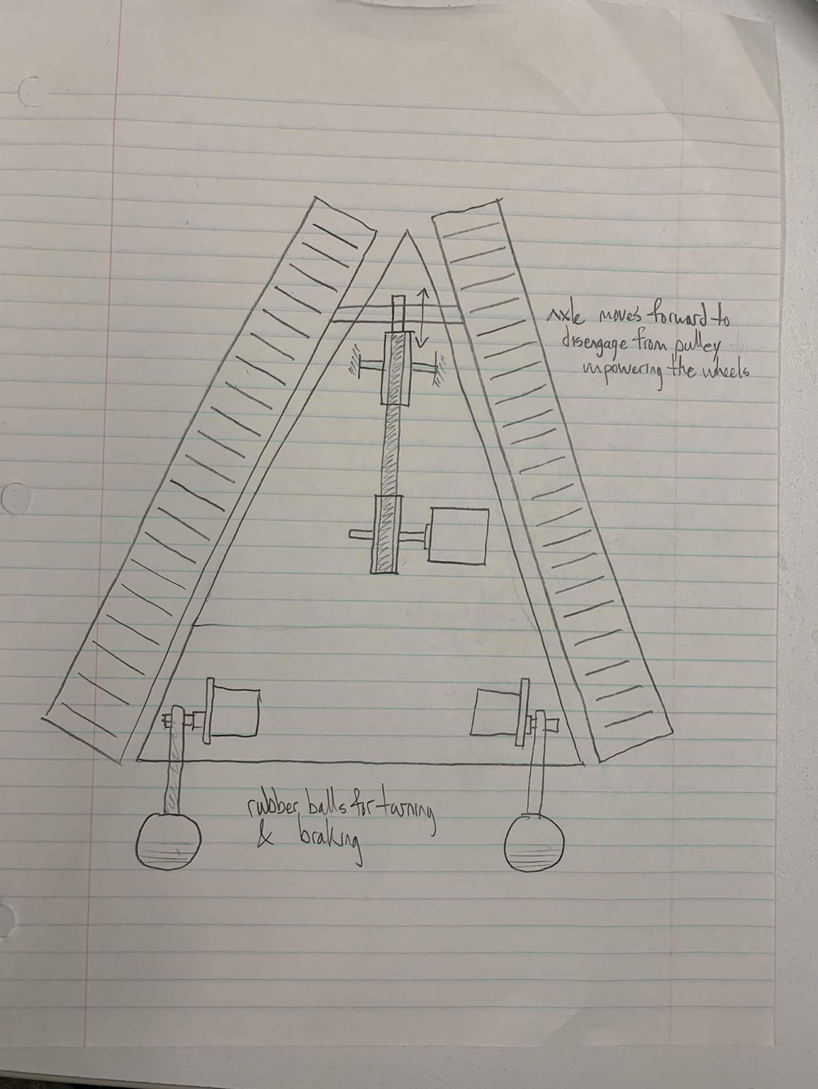 Axle moves forward to
disengage from pulley
unpowering the wheels
rubber balls for turning
& braking